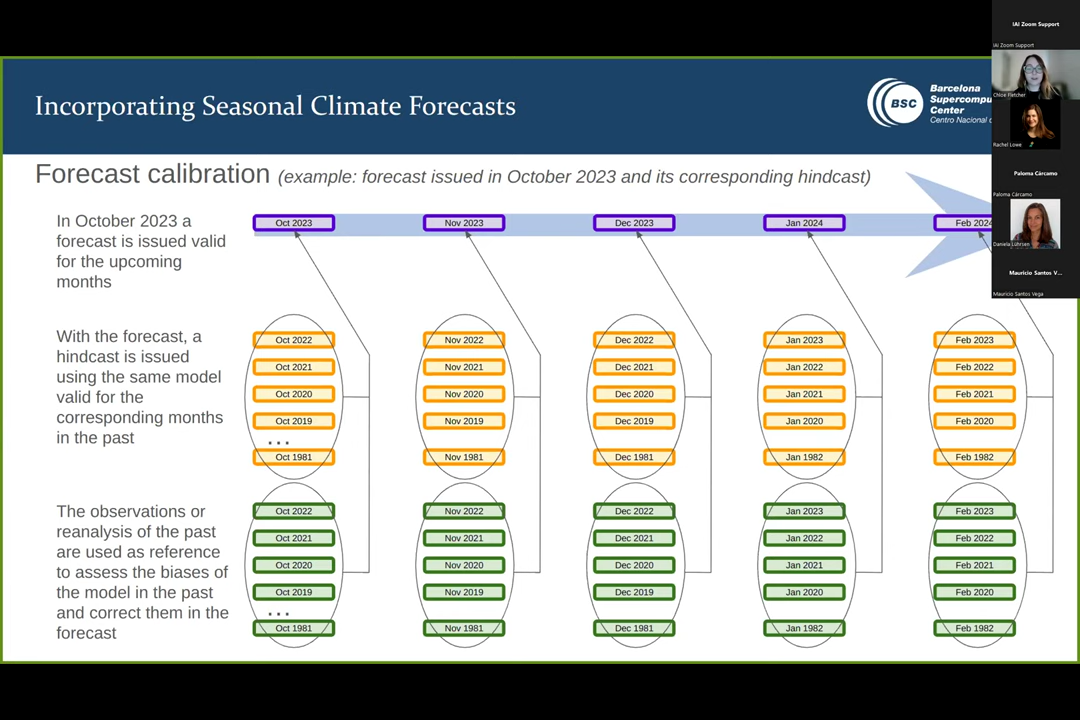 IAI Zoom Support
IAI Zoom Support
Chloe Fletcher
Rachel Lowe
Paloma Cárcamo
Paloma Cárcamo
Daniela Lührsen
Mauricio Santos V...
Mauricio Santos Vega
Incorporating Seasonal Climate Forecasts
BSC
Barcelona
Supercompu
Center
Centro Nacional
Forecast calibration (example: forecast issued in October 2023 and its corresponding hindcast)
In October 2023 a
forecast is issued valid
for the upcoming
months
Oct 2023 Nov 2023 Dec 2023 Jan 2024 Feb 2024
With the forecast, a
hindcast is issued
using the same model
valid for the
corresponding months
in the past
Oct 2022 Nov 2022 Dec 2022 Jan 2023 Feb 2023
Oct 2021 Nov 2021 Dec 2021 Jan 2022 Feb 2022
Oct 2020 Nov 2020 Dec 2020 Jan 2021 Feb 2021
Oct 2019 Nov 2019 Dec 2019 Jan 2020 Feb 2020
...
Oct 1981 Nov 1981 Dec 1981 Jan 1982 Feb 1982
The observations or
reanalysis of the past
are used as reference
to assess the biases of
the model in the past
and correct them in the
forecast
Oct 2022 Nov 2022 Dec 2022 Jan 2023 Feb 2023
Oct 2021 Nov 2021 Dec 2021 Jan 2022 Feb 2022
Oct 2020 Nov 2020 Dec 2020 Jan 2021 Feb 2021
Oct 2019 Nov 2019 Dec 2019 Jan 2020 Feb 2020
...
Oct 1981 Nov 1981 Dec 1981 Jan 1982 Feb 1982